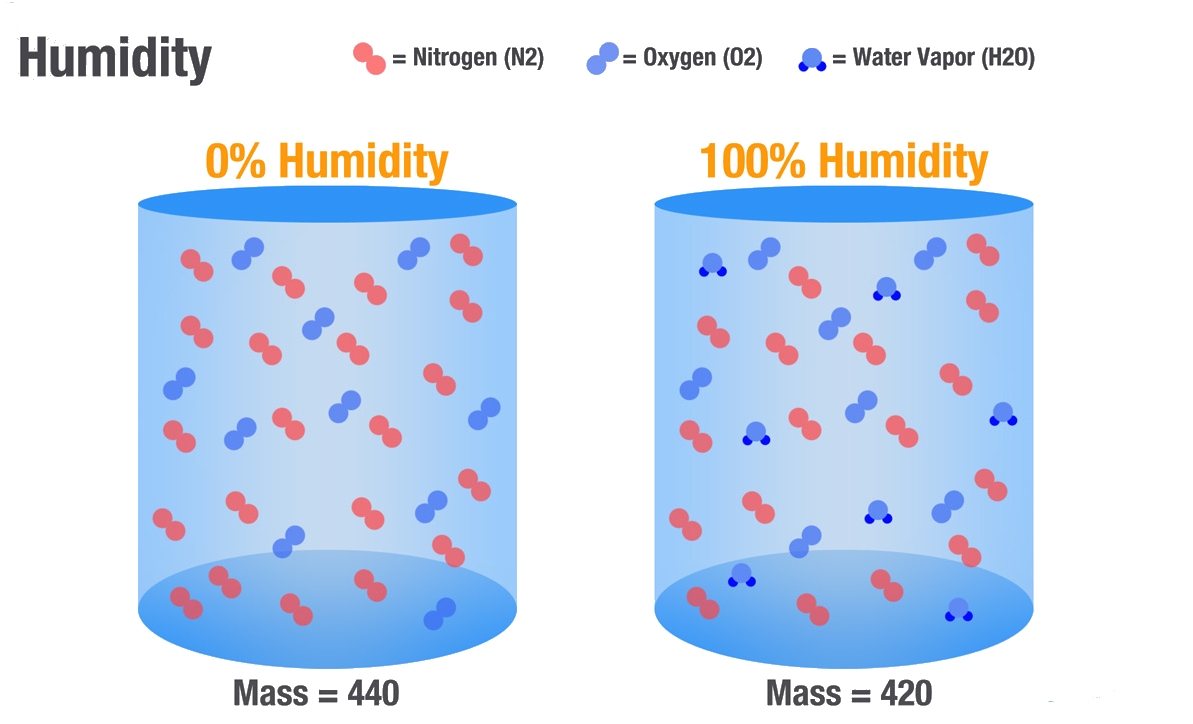 Humidity
= Nitrogen (N2)
= Oxygen (O2)
= Water Vapor (H2O)
0% Humidity
100% Humidity
Mass = 440
Mass = 420